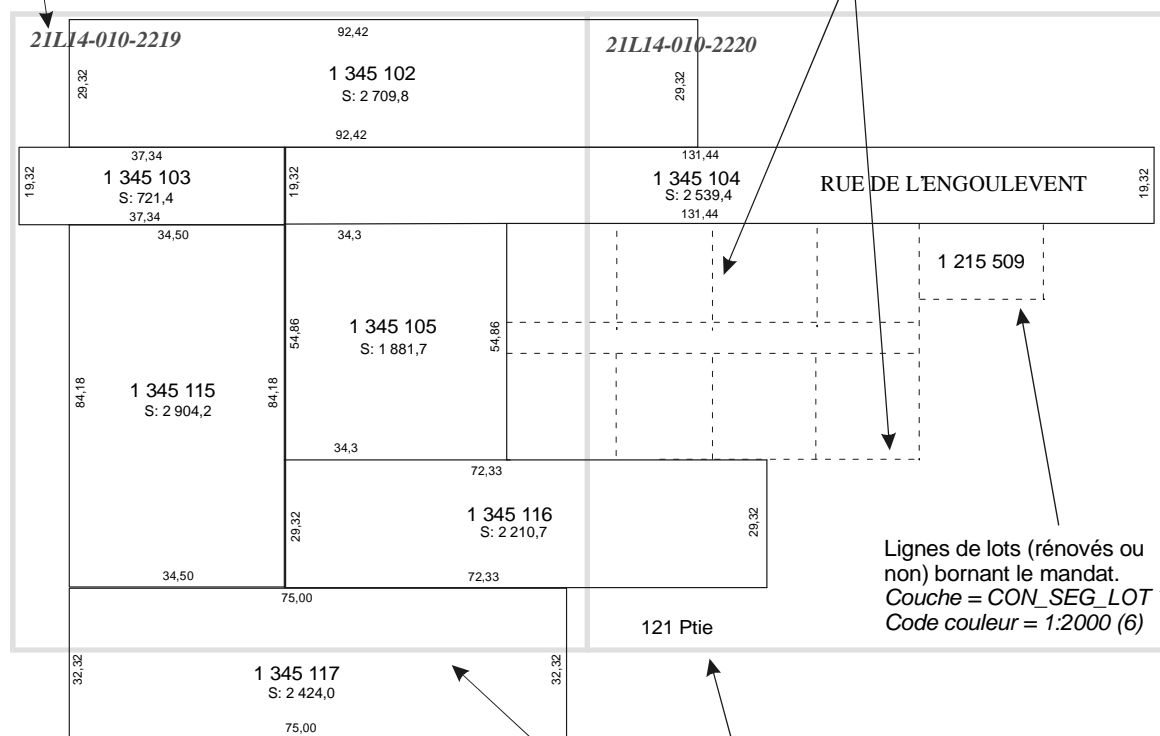 21L14-010-2219
92,42
21L14-010-2220
29,32
1 345 102
S: 2 709,8
29,32
92,42
37,34
131,44
19,32
1 345 103
S: 721,4
19,32
1 345 104
S: 2 539,4
RUE DE L'ENGOULEVENT
19,32
37,34
131,44
34,50
34,3
1 215 509
1 345 105
S: 1 881,7
54,86
54,86
84,18
1 345 115
S: 2 904,2
84,18
34,3
72,33
29,32
1 345 116
S: 2 210,7
29,32
Lignes de lots (rénovés ou
non) bornant le mandat.
Couche = CON_SEG_LOT
Code couleur = 1:2000 (6)
34,50
72,33
75,00
121 Ptie
32,32
1 345 117
S: 2 424,0
32,32
75,00